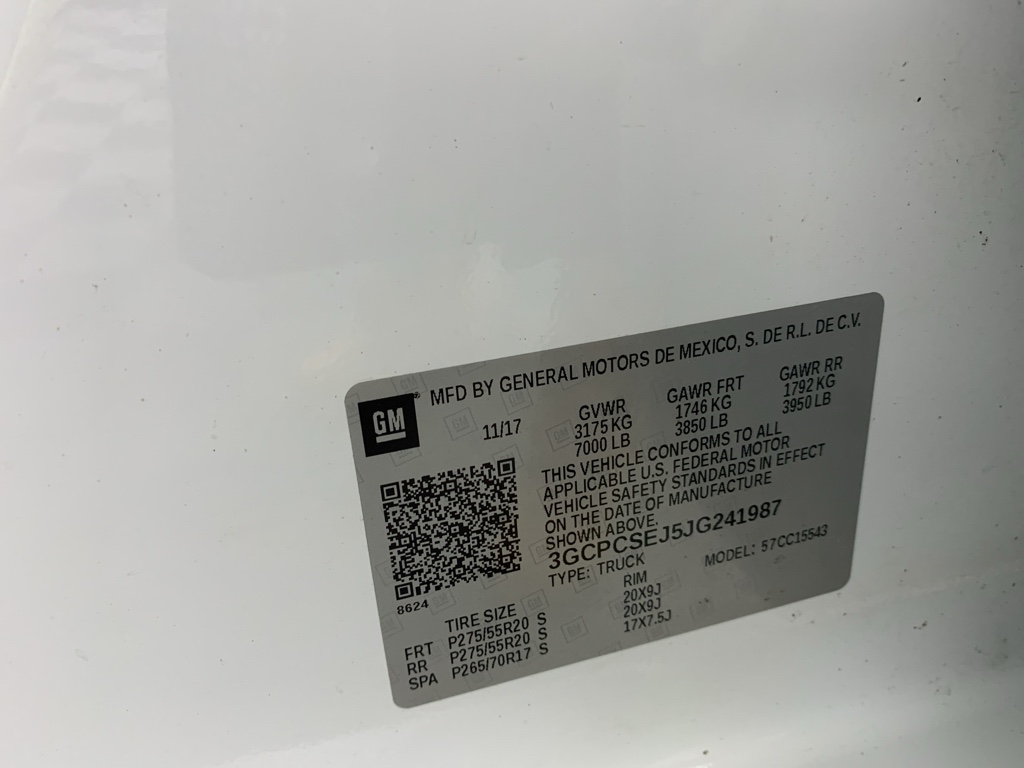 MFD BY GENERAL MOTORS DE MEXICO, S. DE R.L. DE C.V.
GM®
11/17
GVWR GAWR FRT GAWR RR
3175 KG 1746 KG 1792 KG
7000 LB 3850 LB 3950 LB
THIS VEHICLE CONFORMS TO ALL
APPLICABLE U.S. FEDERAL MOTOR
VEHICLE SAFETY STANDARDS IN EFFECT
ON THE DATE OF MANUFACTURE
SHOWN ABOVE.
3GCPCSEJ5JG241987
TYPE: TRUCK MODEL: 57CC15543
8624
TIRE SIZE RIM
FRT P275/55R20 S 20X9J
RR P275/55R20 S 20X9J
SPA P265/70R17 S 17X7.5J